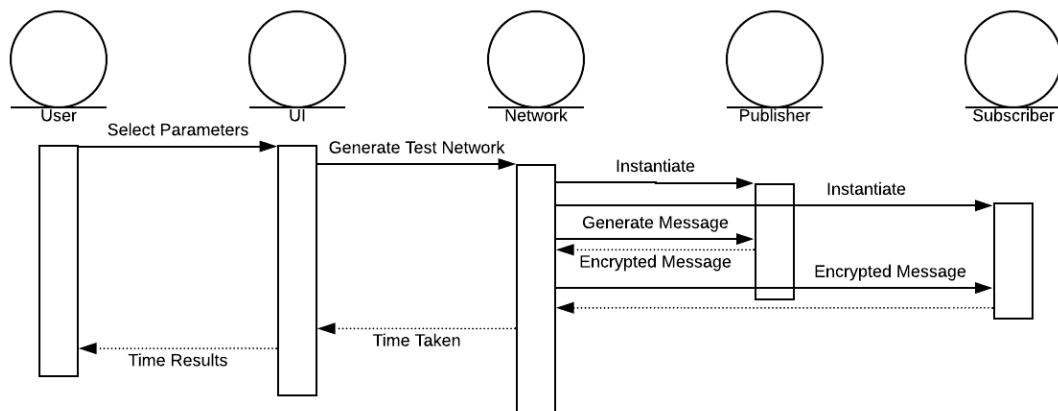 User
UI
Network
Publisher
Subscriber
Select Parameters
Generate Test Network
Instantiate
Instantiate
Generate Message
Encrypted Message
Encrypted Message
Time Taken
Time Results